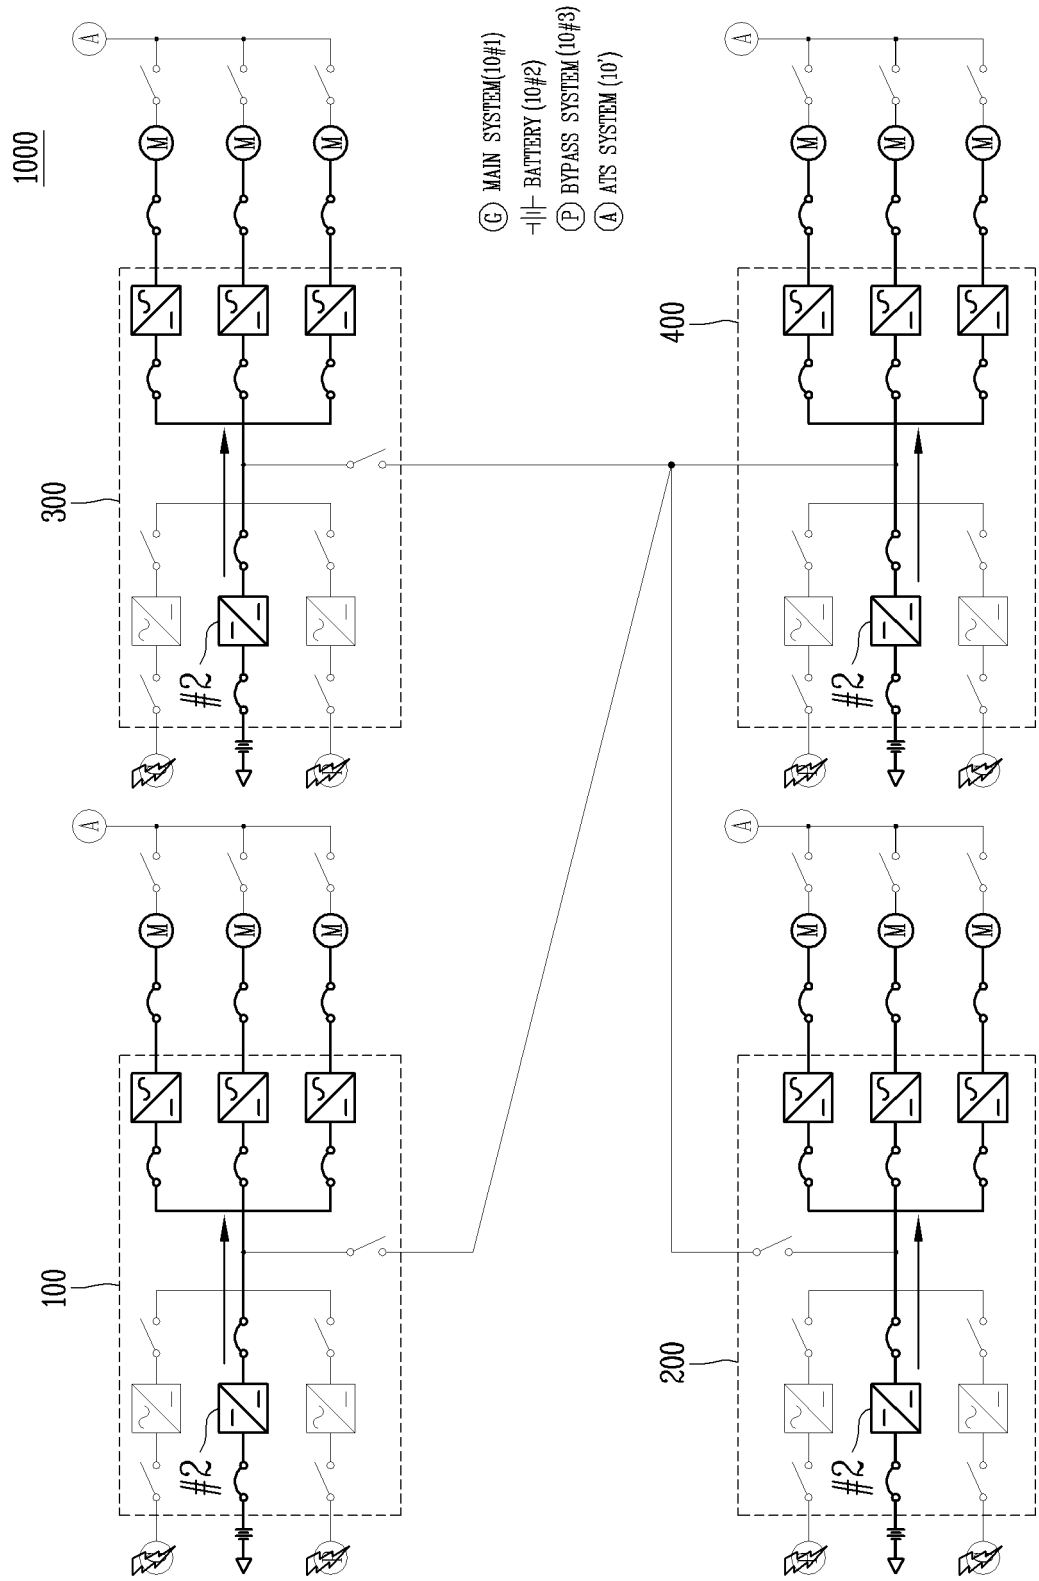 1000
A
A
M
M
M
M
M
M
300
400
#2
#2
Ⓖ MAIN SYSTEM(10#1)
BATTERY (10#2)
Ⓟ BYPASS SYSTEM (10#3)
Ⓐ ATS SYSTEM (10')
A
A
M
M
M
M
M
M
100
200
#2
#2